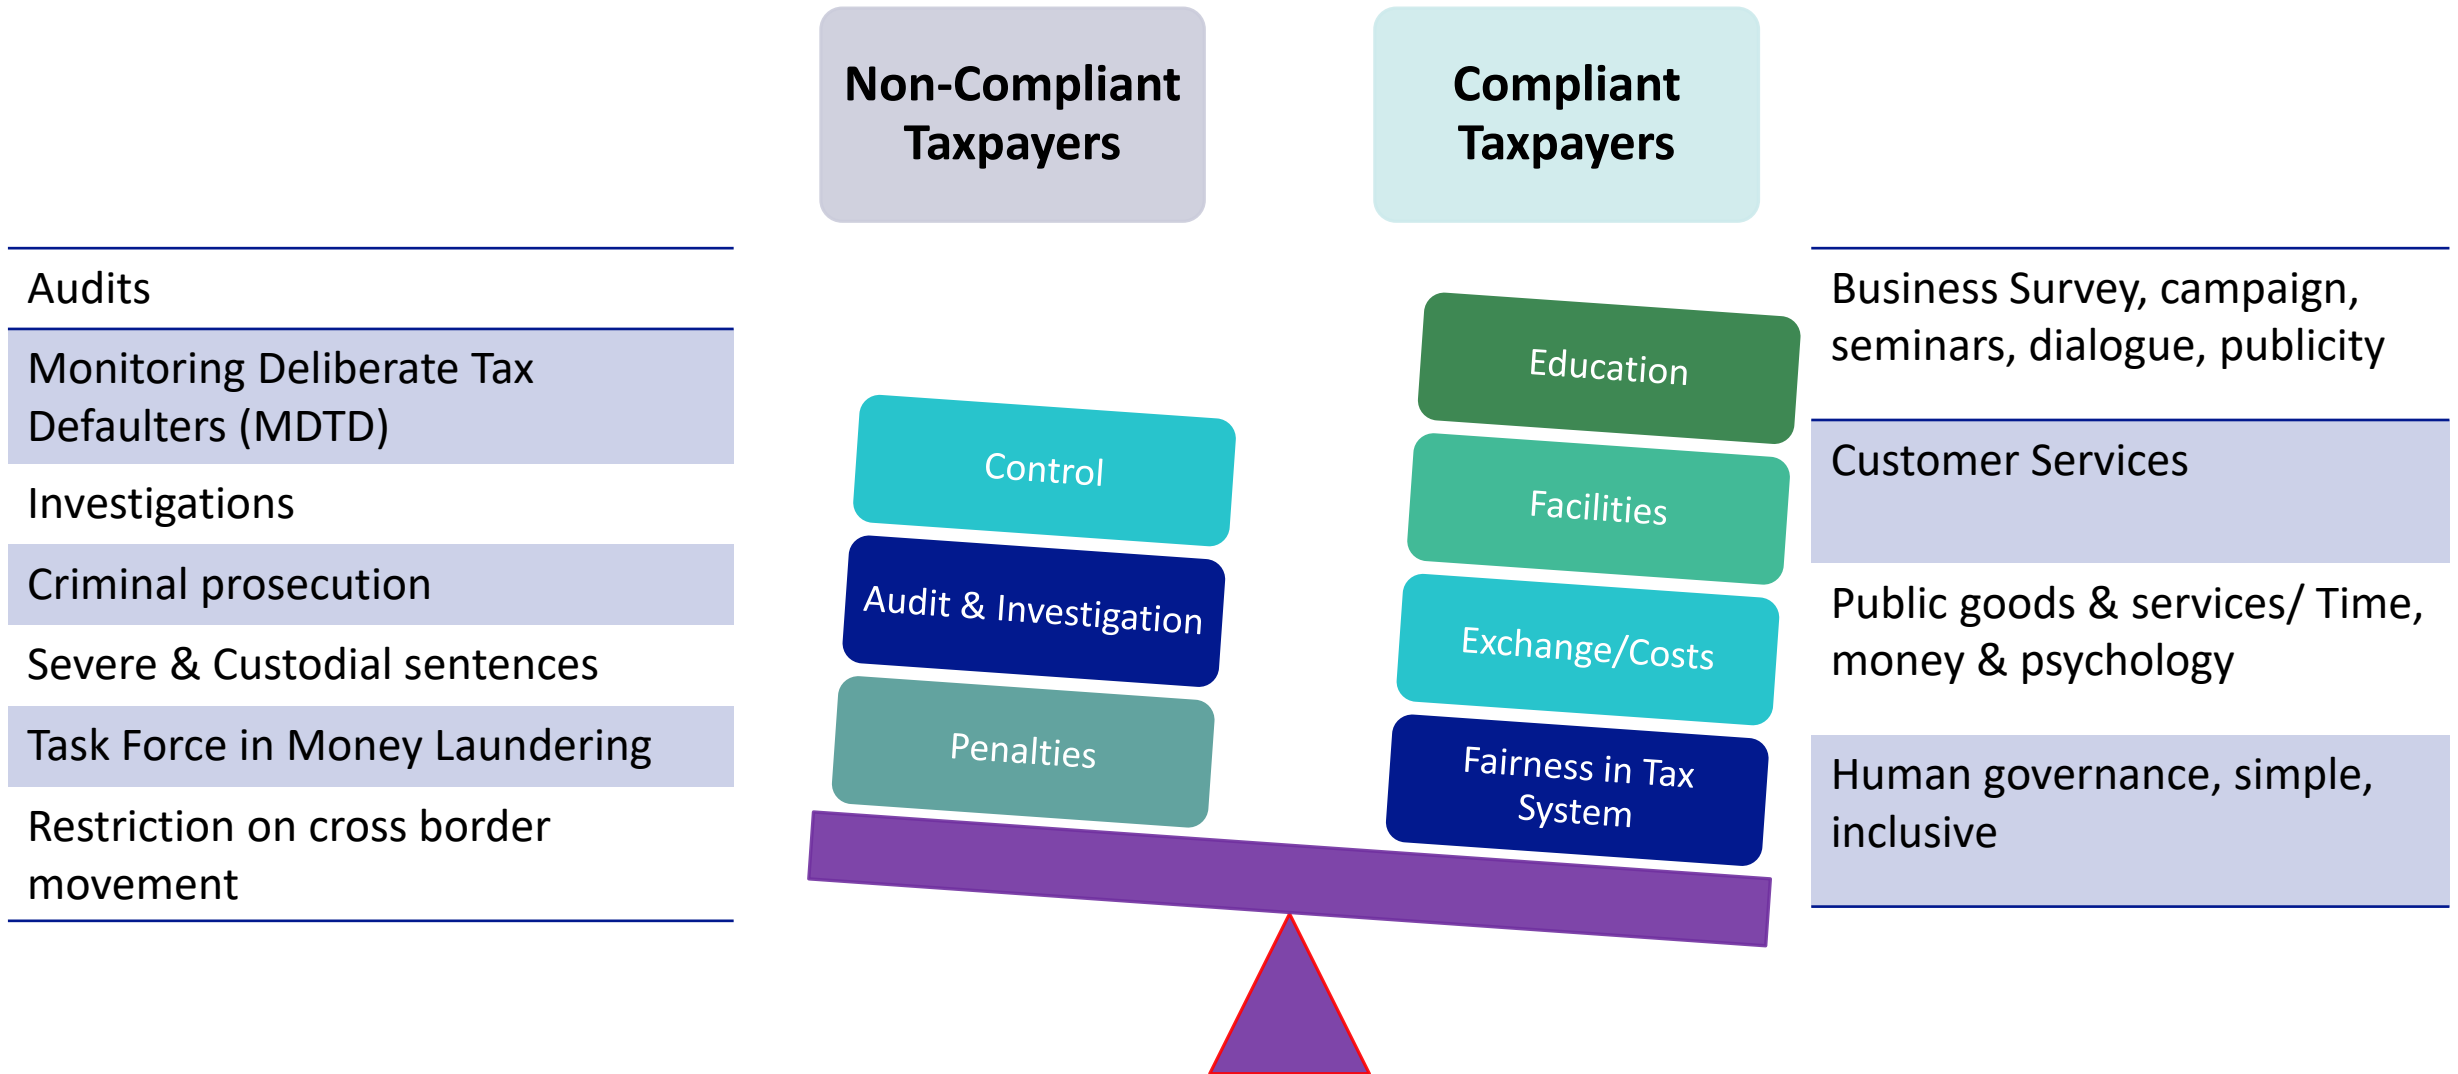 Non-Compliant
Taxpayers
Compliant
Taxpayers
Audits
Monitoring Deliberate Tax
Defaulters (MDTD)
Investigations
Criminal prosecution
Severe & Custodial sentences
Task Force in Money Laundering
Restriction on cross border
movement
Control
Audit & Investigation
Penalties
Education
Facilities
Exchange/Costs
Fairness in Tax
System
Business Survey, campaign,
seminars, dialogue, publicity
Customer Services
Public goods & services/ Time,
money & psychology
Human governance, simple,
inclusive